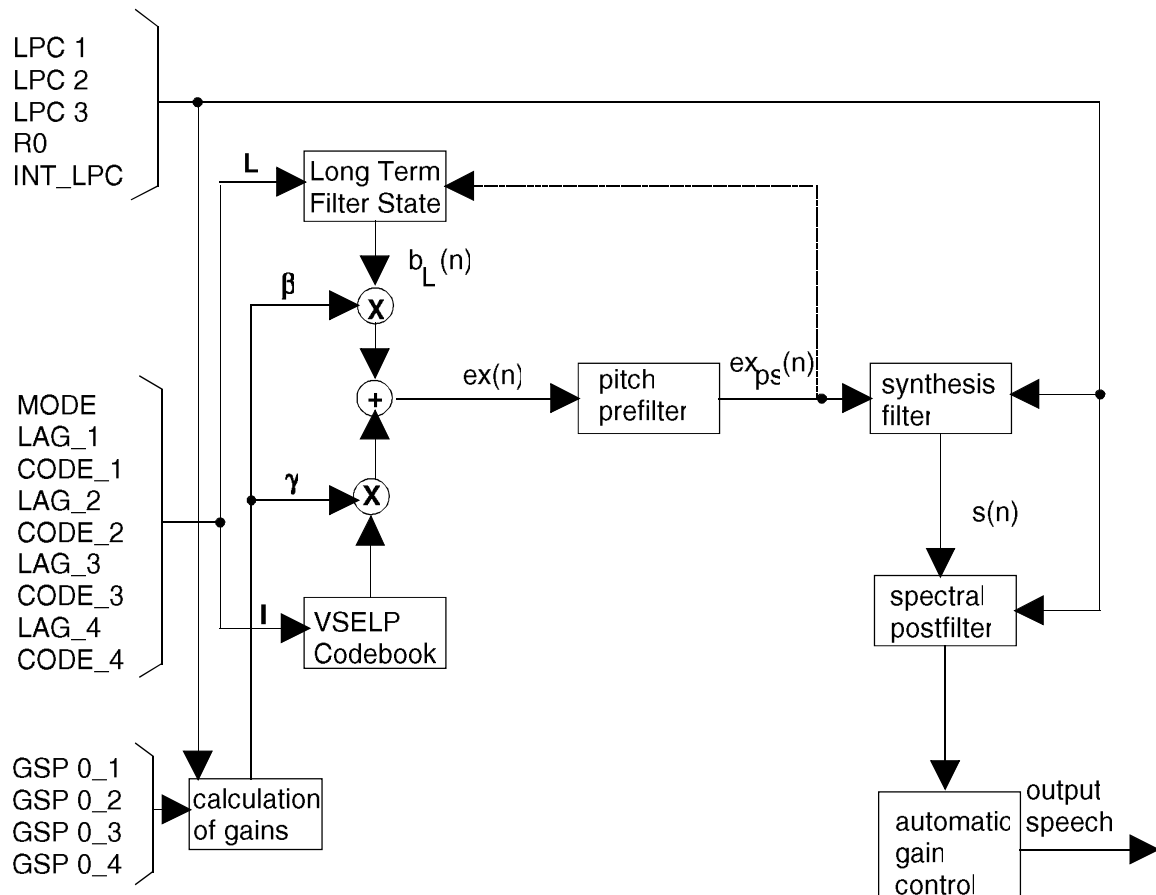 LPC 1
LPC 2
LPC 3
R0
INT_LPC
L
Long Term
Filter State
b_L (n)
β
X
+
ex(n)
pitch
prefilter
ex_ps(n)
synthesis
filter
MODE
LAG_1
CODE_1
LAG_2
CODE_2
LAG_3
CODE_3
LAG_4
CODE_4
γ
X
s(n)
I
VSELP
Codebook
spectral
postfilter
GSP 0_1
GSP 0_2
GSP 0_3
GSP 0_4
calculation
of gains
automatic
gain
control
output
speech